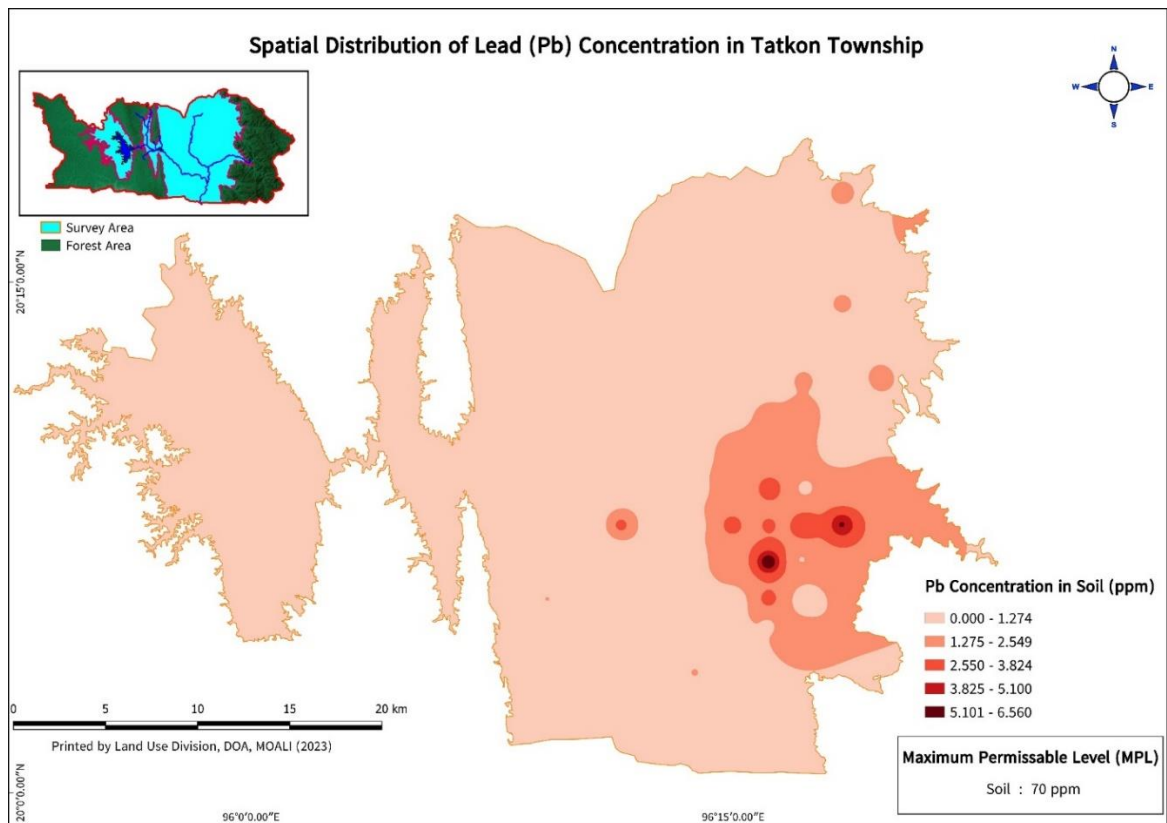 Spatial Distribution of Lead (Pb) Concentration in Tatkon Township
N
W
E
S
Survey Area
Forest Area
20°15'0.00"N
Pb Concentration in Soil (ppm)
0.000 - 1.274
1.275 - 2.549
2.550 - 3.824
3.825 - 5.100
5.101 - 6.560
0 5 10 15 20 km
Printed by Land Use Division, DOA, MOALI (2023)
Maximum Permissable Level (MPL)
Soil : 70 ppm
20°0'0.00"N
96°0'0.00"E
96°15'0.00"E